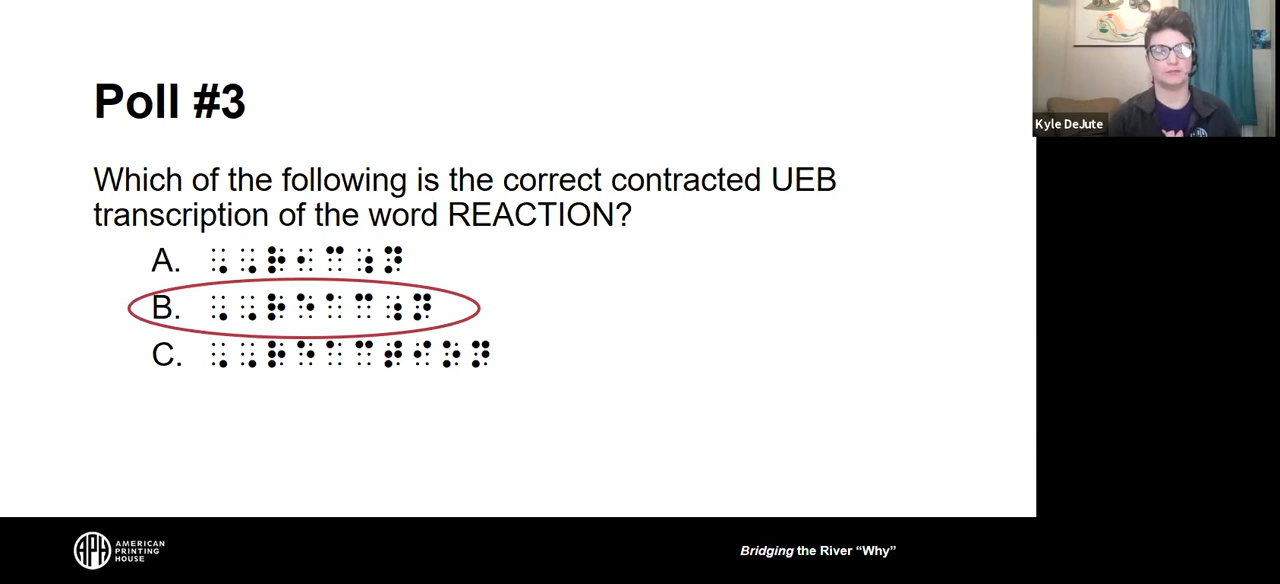 Poll #3
Which of the following is the correct contracted UEB
transcription of the word REACTION?
A. ⠠⠠⠗⠂⠉⠰⠝
B. ⠠⠠⠗⠑⠁⠉⠰⠝
C. ⠠⠠⠗⠑⠁⠉⠞⠊⠕⠝
Kyle DeJute
APH
AMERICAN
PRINTING
HOUSE
Bridging the River “Why”